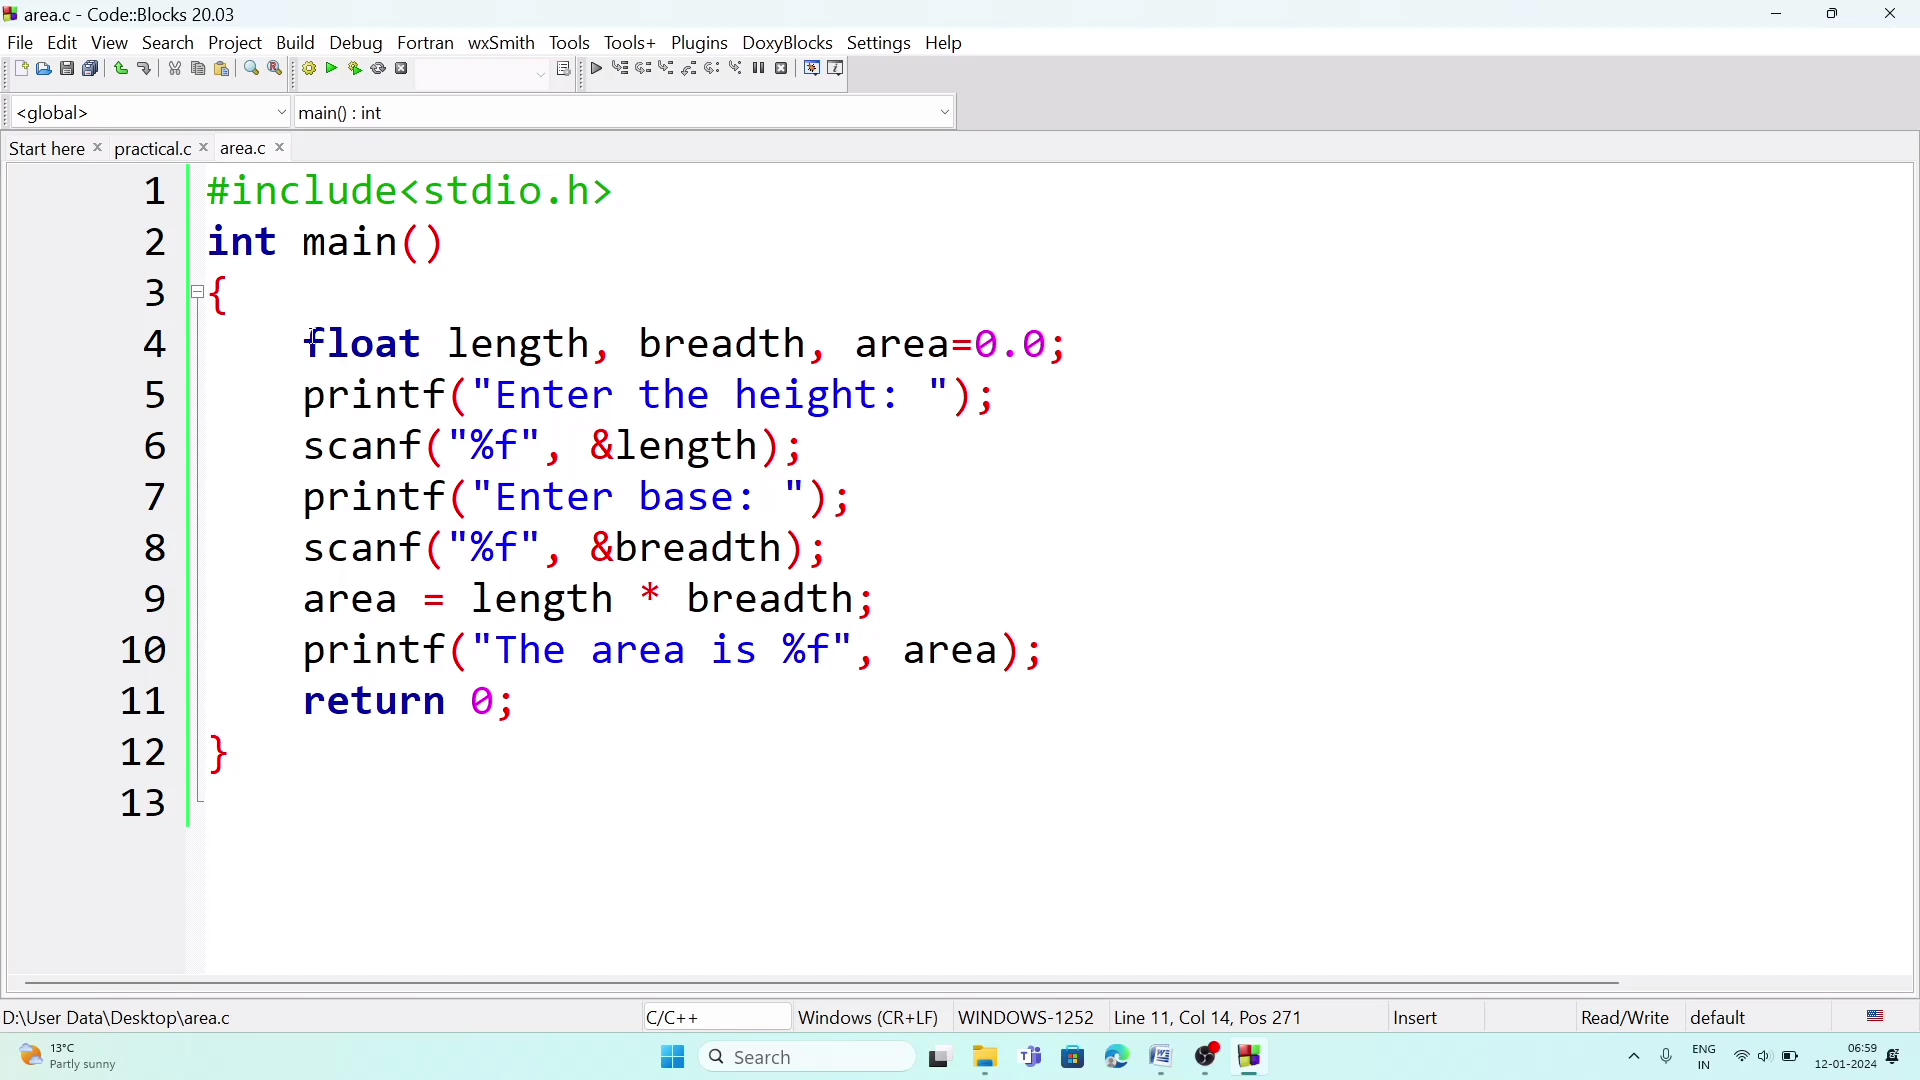 area.c - Code::Blocks 20.03
File Edit View Search Project Build Debug Fortran wxSmith Tools Tools+ Plugins DoxyBlocks Settings Help
<global> main() : int
Start here practical.c area.c
1 #include<stdio.h>
2 int main()
3 {
4 float length, breadth, area=0.0;
5 printf("Enter the height: ");
6 scanf("%f", &length);
7 printf("Enter base: ");
8 scanf("%f", &breadth);
9 area = length * breadth;
10 printf("The area is %f", area);
11 return 0;
12 }
13
D:\User Data\Desktop\area.c C/C++ Windows (CR+LF) WINDOWS-1252 Line 11, Col 14, Pos 271 Insert Read/Write default
13°C
Partly sunny
Search
ENG
IN
06:59
12-01-2024